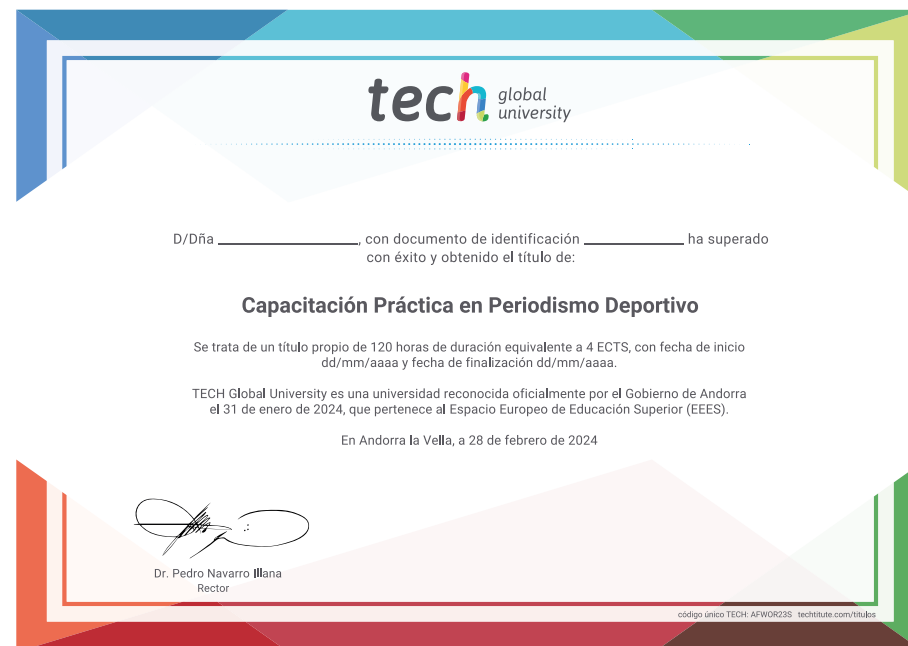 tech global university
D/Dña ______________, con documento de identificación __________ ha superado
con éxito y obtenido el título de:
Capacitación Práctica en Periodismo Deportivo
Se trata de un título propio de 120 horas de duración equivalente a 4 ECTS, con fecha de inicio
dd/mm/aaaa y fecha de finalización dd/mm/aaaa.
TECH Global University es una universidad reconocida oficialmente por el Gobierno de Andorra
el 31 de enero de 2024, que pertenece al Espacio Europeo de Educación Superior (EEES).
En Andorra la Vella, a 28 de febrero de 2024
Dr. Pedro Navarro Illana
Rector
código único TECH: AFWOR23S techtitute.com/titulos